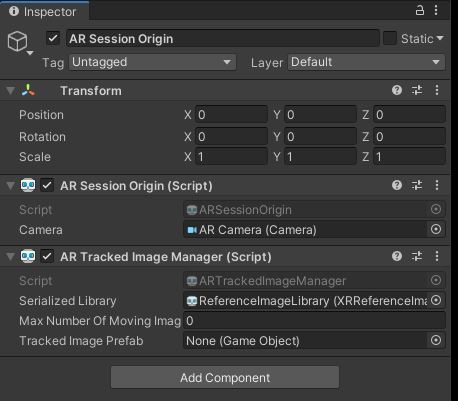 Inspector
AR Session Origin Static
Tag Untagged Layer Default
Transform
Position X 0 Y 0 Z 0
Rotation X 0 Y 0 Z 0
Scale X 1 Y 1 Z 1
AR Session Origin (Script)
Script ARSessionOrigin
Camera AR Camera (Camera)
AR Tracked Image Manager (Script)
Script ARTrackedImageManager
Serialized Library ReferenceImageLibrary (XRReferenceIma
Max Number Of Moving Imag 0
Tracked Image Prefab None (Game Object)
Add Component